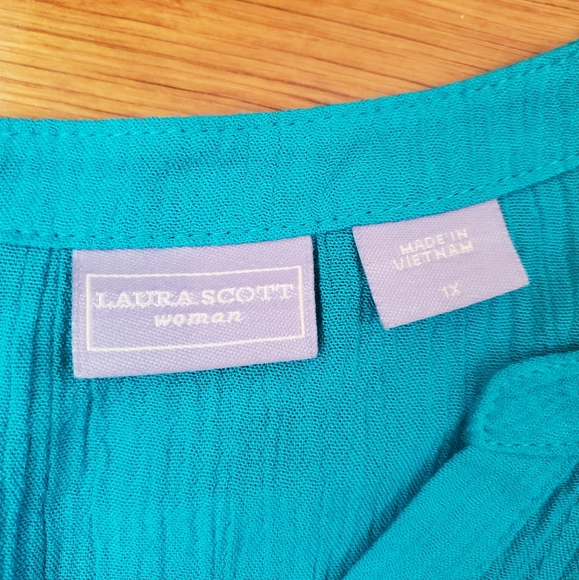 LAURA SCOTT
woman
MADE IN
VIETNAM
1X